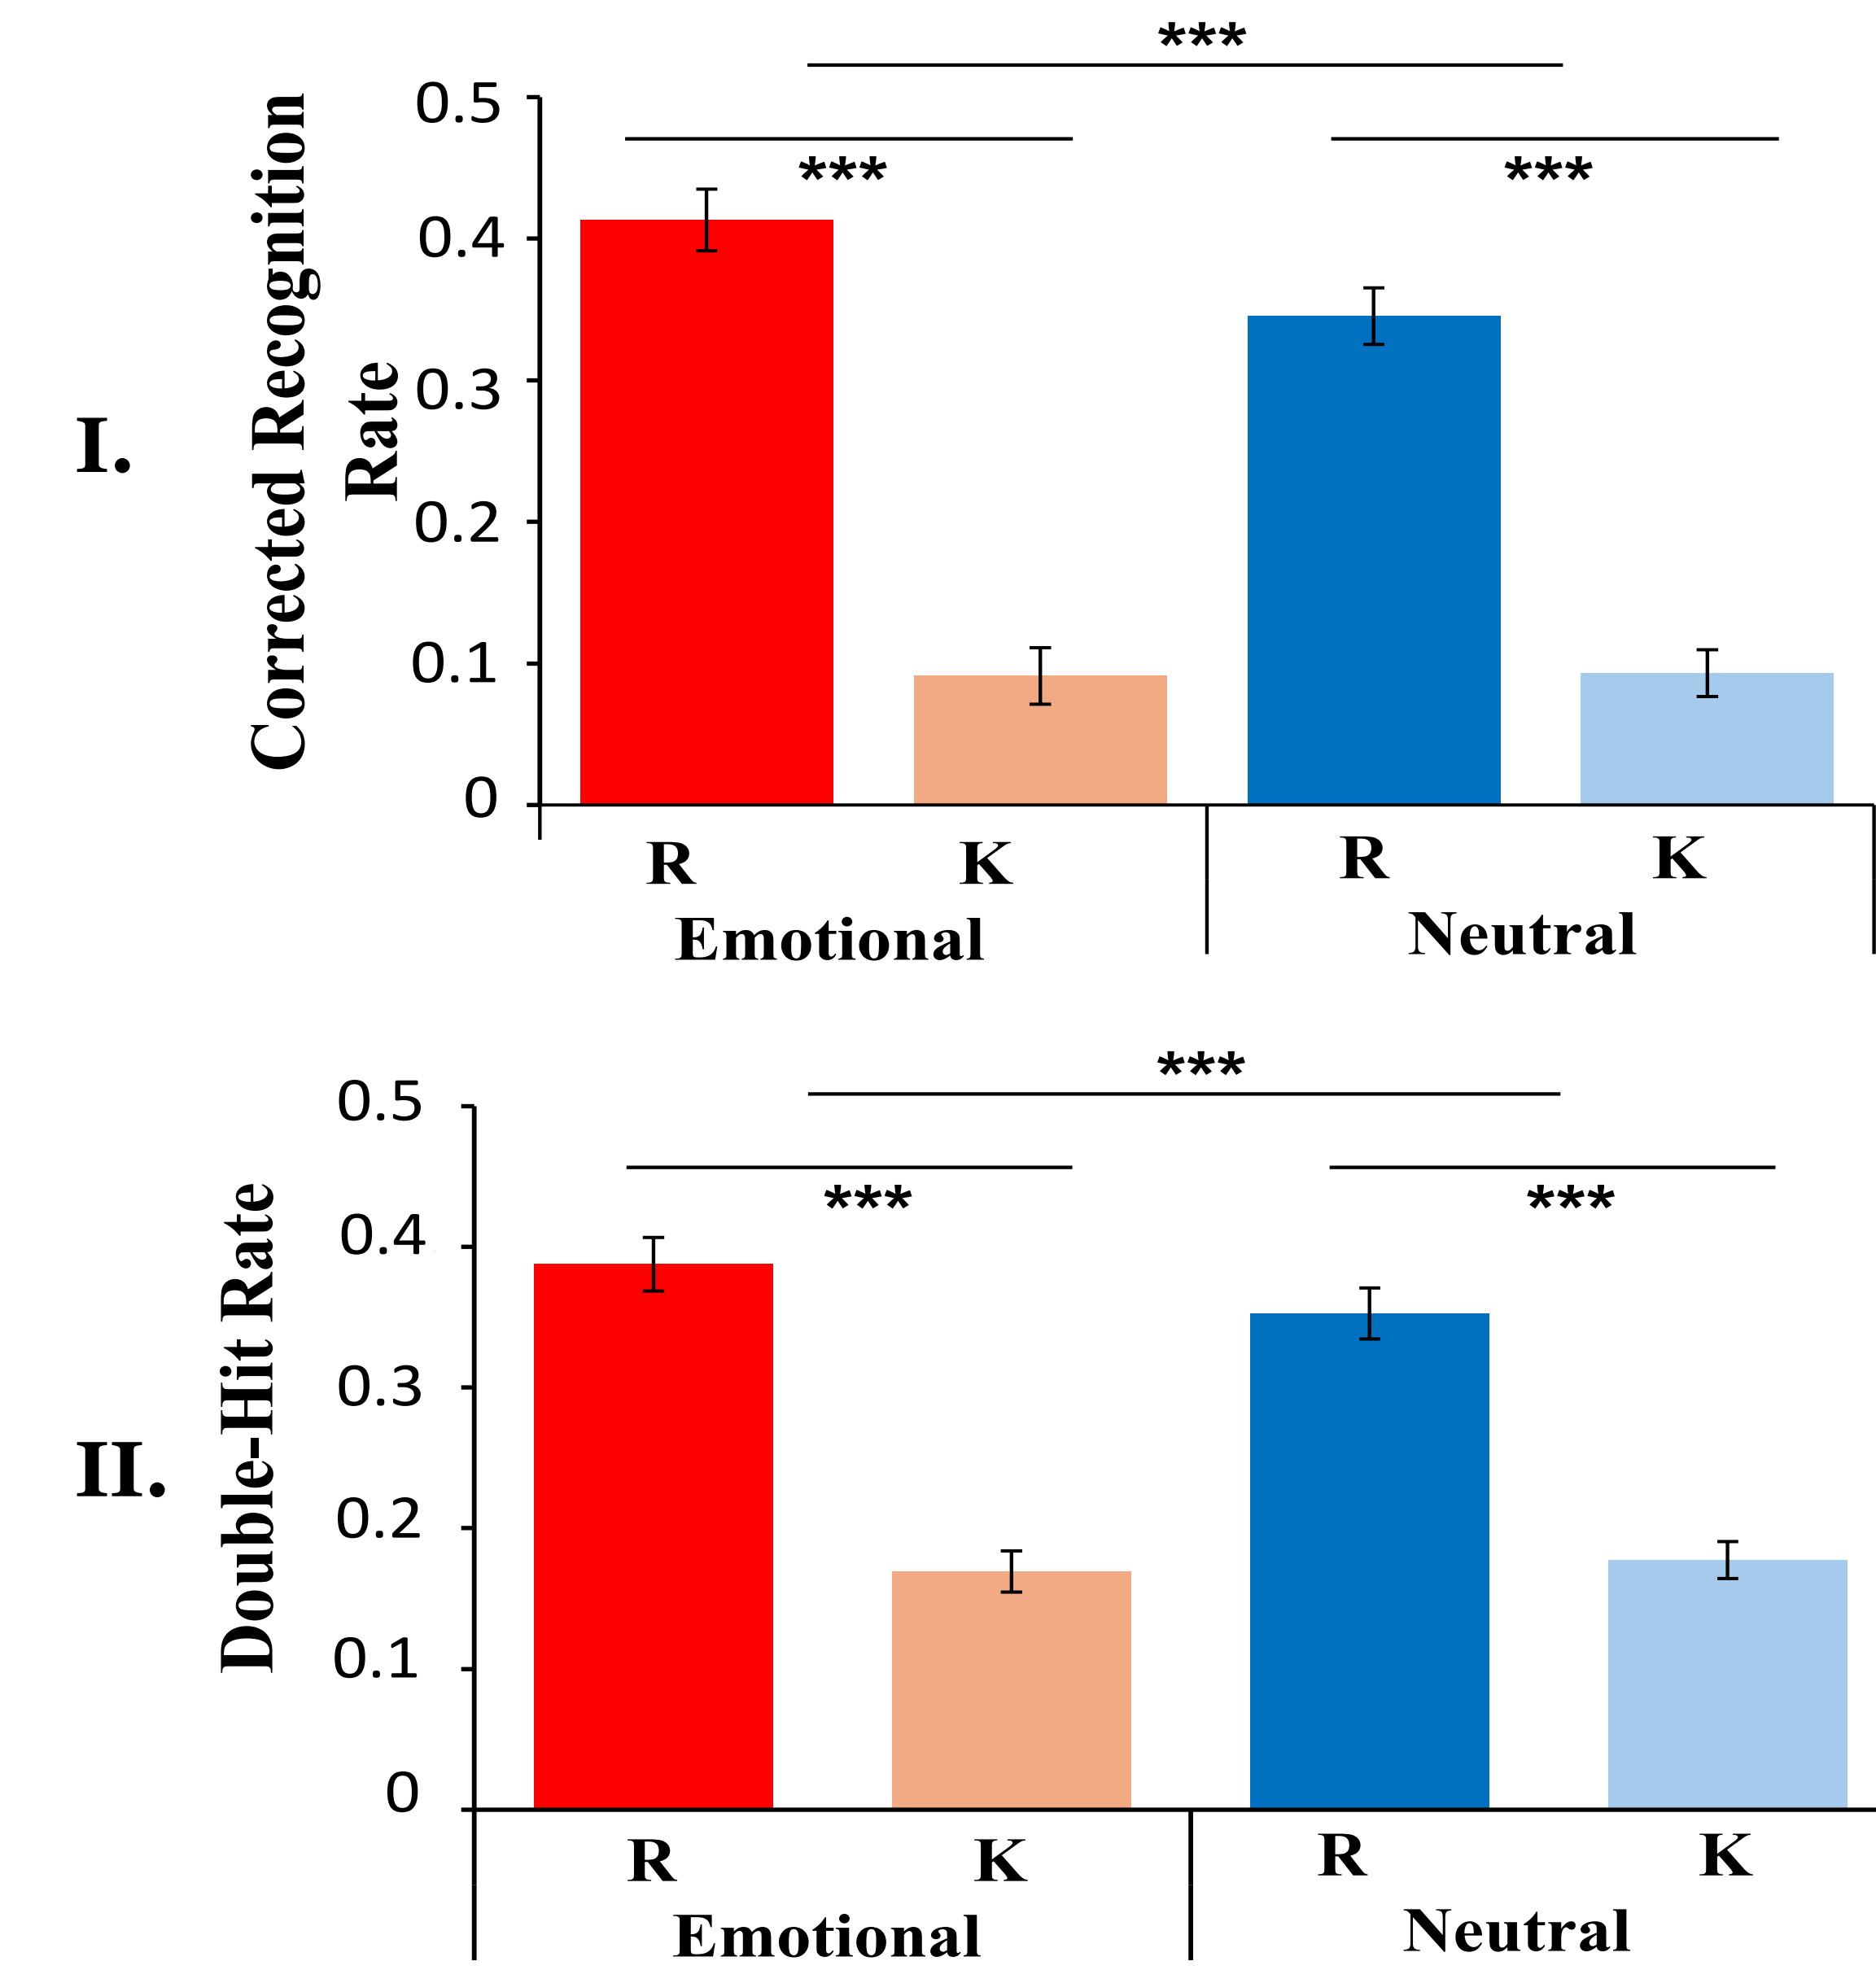 ***
0.5
***
***
0.4
0.3
0.2
0.1
0
I.
Corrected Recognition
Rate
R
K
R
K
Emotional
Neutral
***
0.5
***
***
0.4
0.3
0.2
0.1
0
II.
Double-Hit Rate
R
K
R
K
Emotional
Neutral